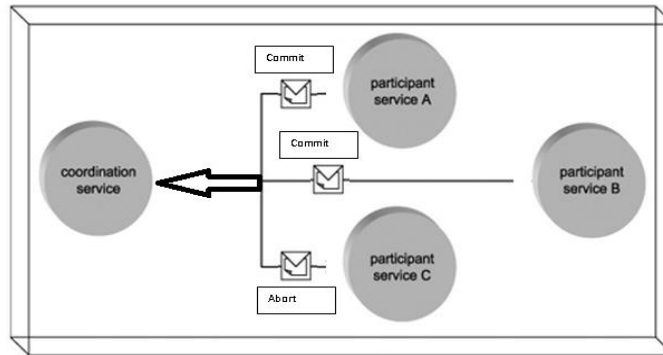 Commit
participant
service A
Commit
coordination
service
participant
service B
participant
service C
Abort